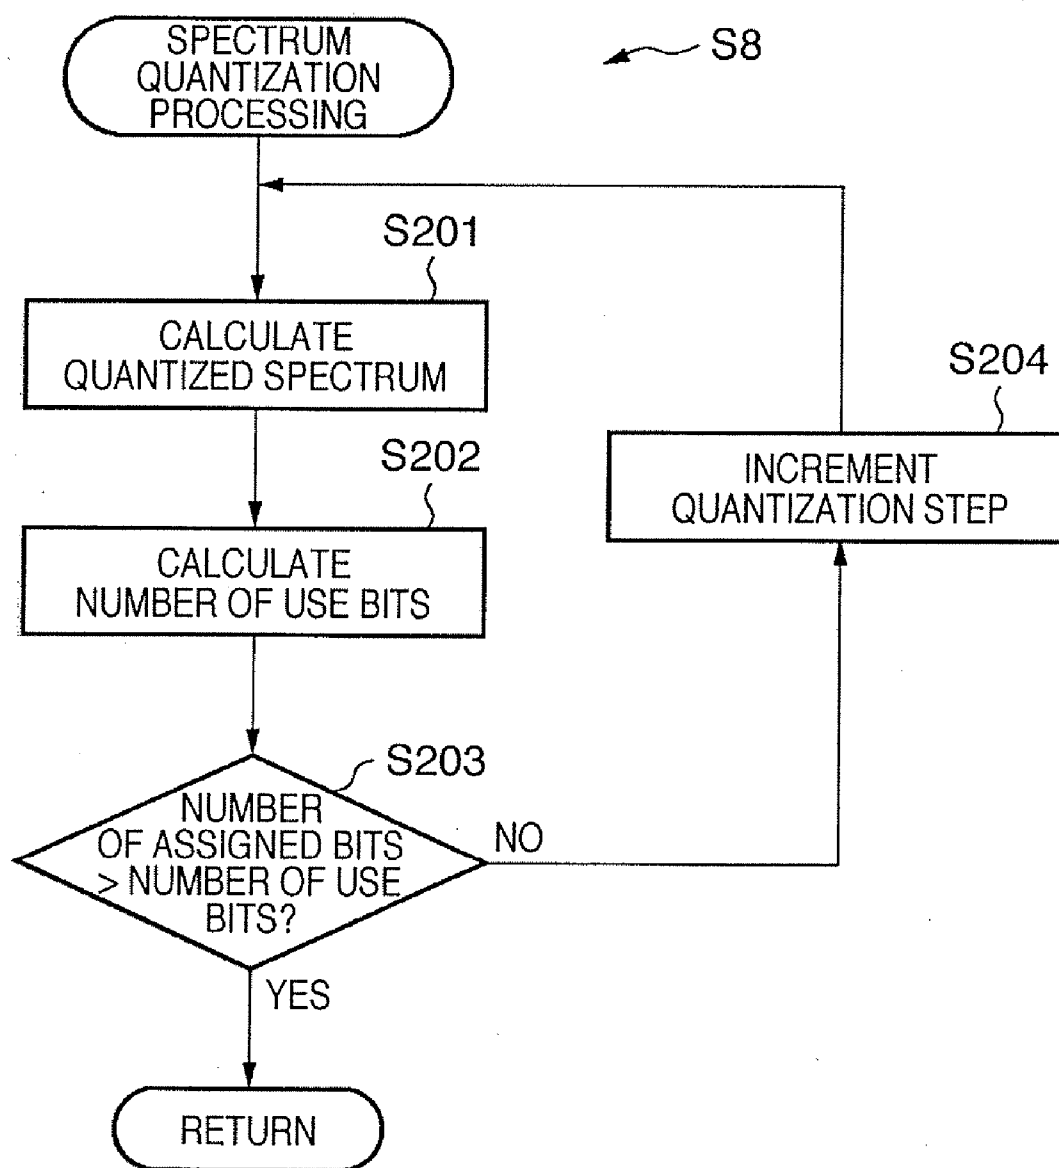 SPECTRUM
QUANTIZATION
PROCESSING
S8
S201
CALCULATE
QUANTIZED SPECTRUM
S204
INCREMENT
QUANTIZATION STEP
S202
CALCULATE
NUMBER OF USE BITS
S203
NUMBER
OF ASSIGNED BITS
> NUMBER OF USE
BITS?
NO
YES
RETURN